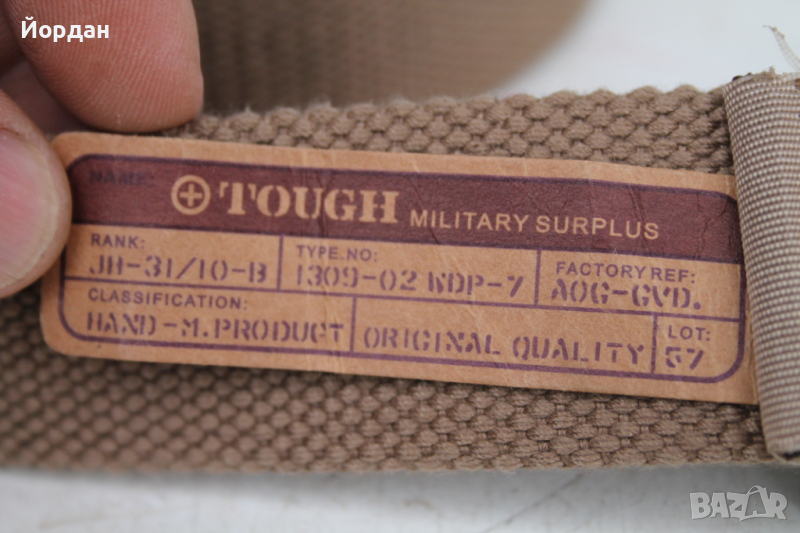 Йордан
NAME:
TOUGH MILITARY SURPLUS
RANK:
JH-31/10-B
TYPE.NO:
1309-02 WDP-7
FACTORY REF:
AOG-GVD.
CLASSIFICATION:
HAND-M.PRODUCT
ORIGINAL QUALITY
LOT:
57
BAZAR